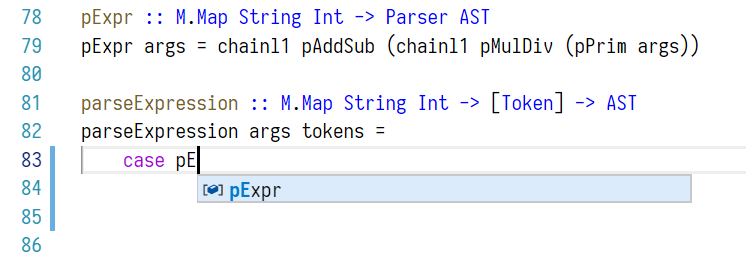 78 pExpr :: M.Map String Int -> Parser AST
79 pExpr args = chainl1 pAddSub (chainl1 pMulDiv (pPrim args))
80
81 parseExpression :: M.Map String Int -> [Token] -> AST
82 parseExpression args tokens =
83 case pE
84 pExpr
85
86